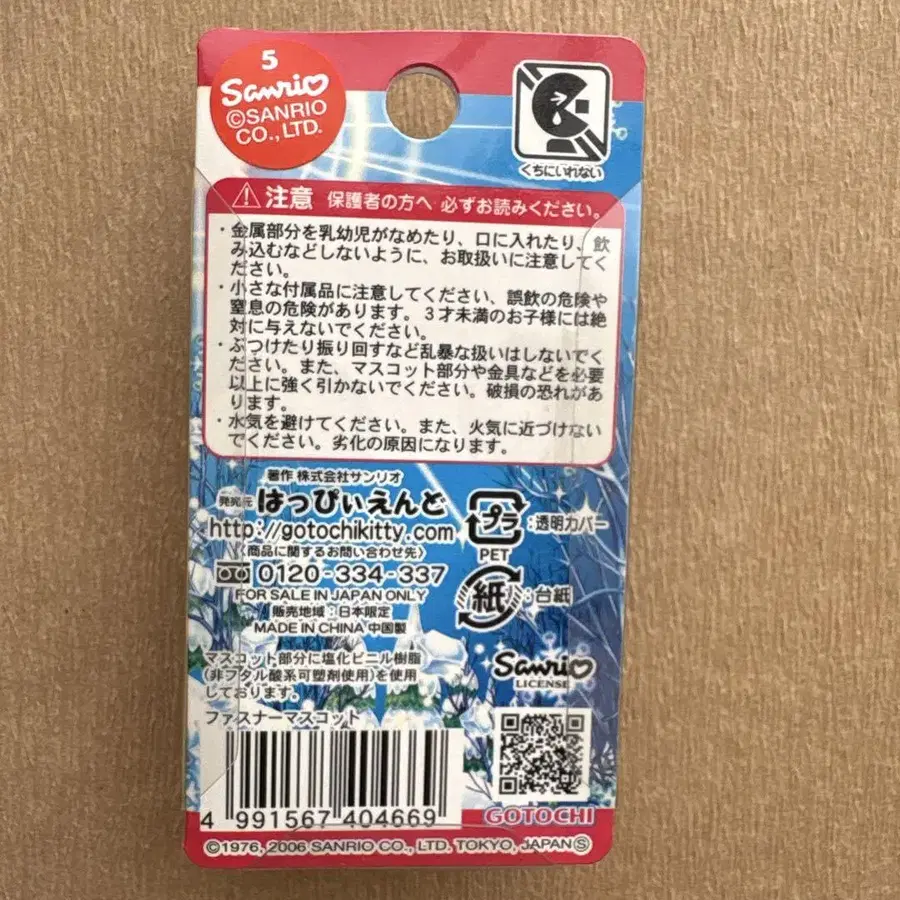 5
Sanrio
©SANRIO
CO., LTD.
くちにいれない
注意 保護者の方へ 必ずお読みください。
・金属部分を乳幼児がなめたり、口に入れたり、飲
み込むなどしないように、お取扱いに注意してく
ださい。
・小さな付属品に注意してください、誤飲の危険や
窒息の危険があります。3才未満のお子様には絶
対に与えないでください。
・ぶつけたり振り回すなど乱暴な扱いはしないでく
ださい。また、マスコット部分や金具などを必要
以上に強く引かないでください。破損の恐れがあ
ります。
・水気を避けてください。また、火気に近づけない
でください。劣化の原因になります。
著作 株式会社サンリオ
発売元 はっぴぃえんど
http://gotochikitty.com
〈商品に関するお問い合わせ先〉
0120-334-337
FOR SALE IN JAPAN ONLY
販売地域：日本限定
MADE IN CHINA 中国製
プラ :透明カバー
PET
紙 :台紙
マスコット部分に塩化ビニル樹脂
(非フタル酸系可塑剤使用)を使用
しております。
Sanrio
LICENSE
ファスナーマスコット
4 991567 404669
GOTOCHI
©1976, 2006 SANRIO CO., LTD. TOKYO, JAPAN Ⓢ